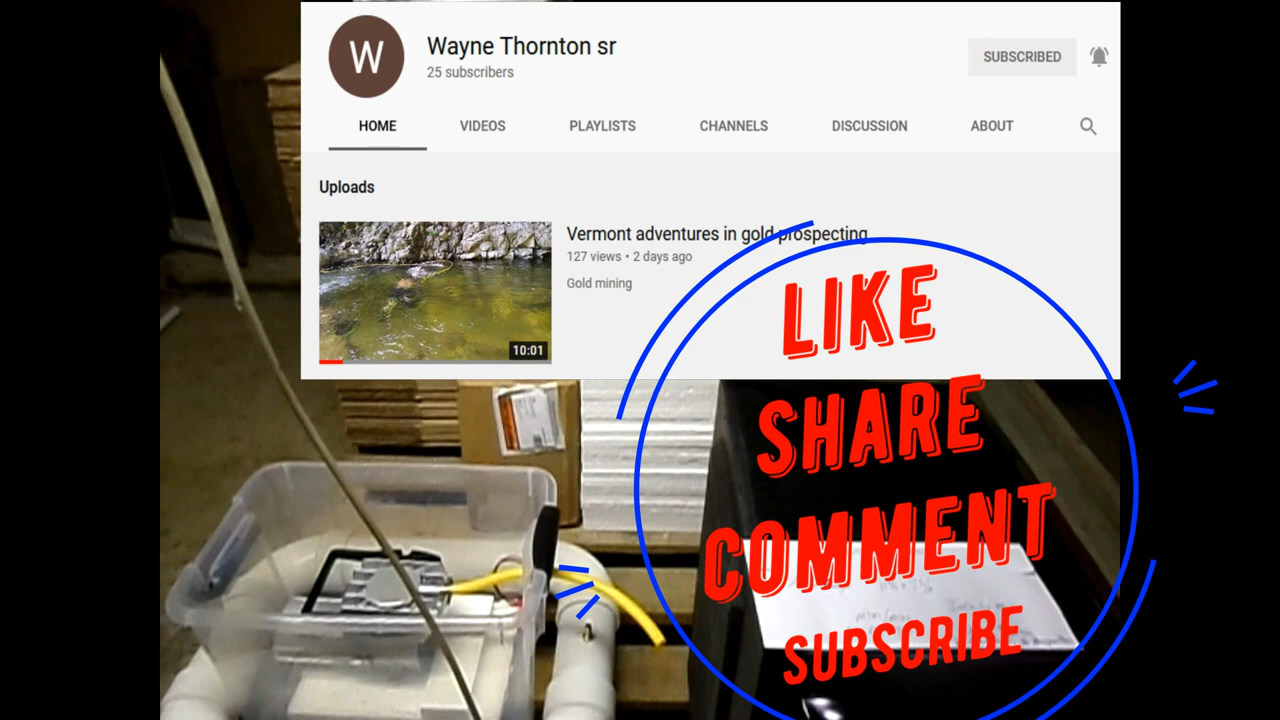 W
Wayne Thornton sr
25 subscribers
SUBSCRIBED
HOME VIDEOS PLAYLISTS CHANNELS DISCUSSION ABOUT
Uploads
10:01
Vermont adventures in gold prospecting
127 views • 2 days ago
Gold mining
LIKE
SHARE
COMMENT
SUBSCRIBE